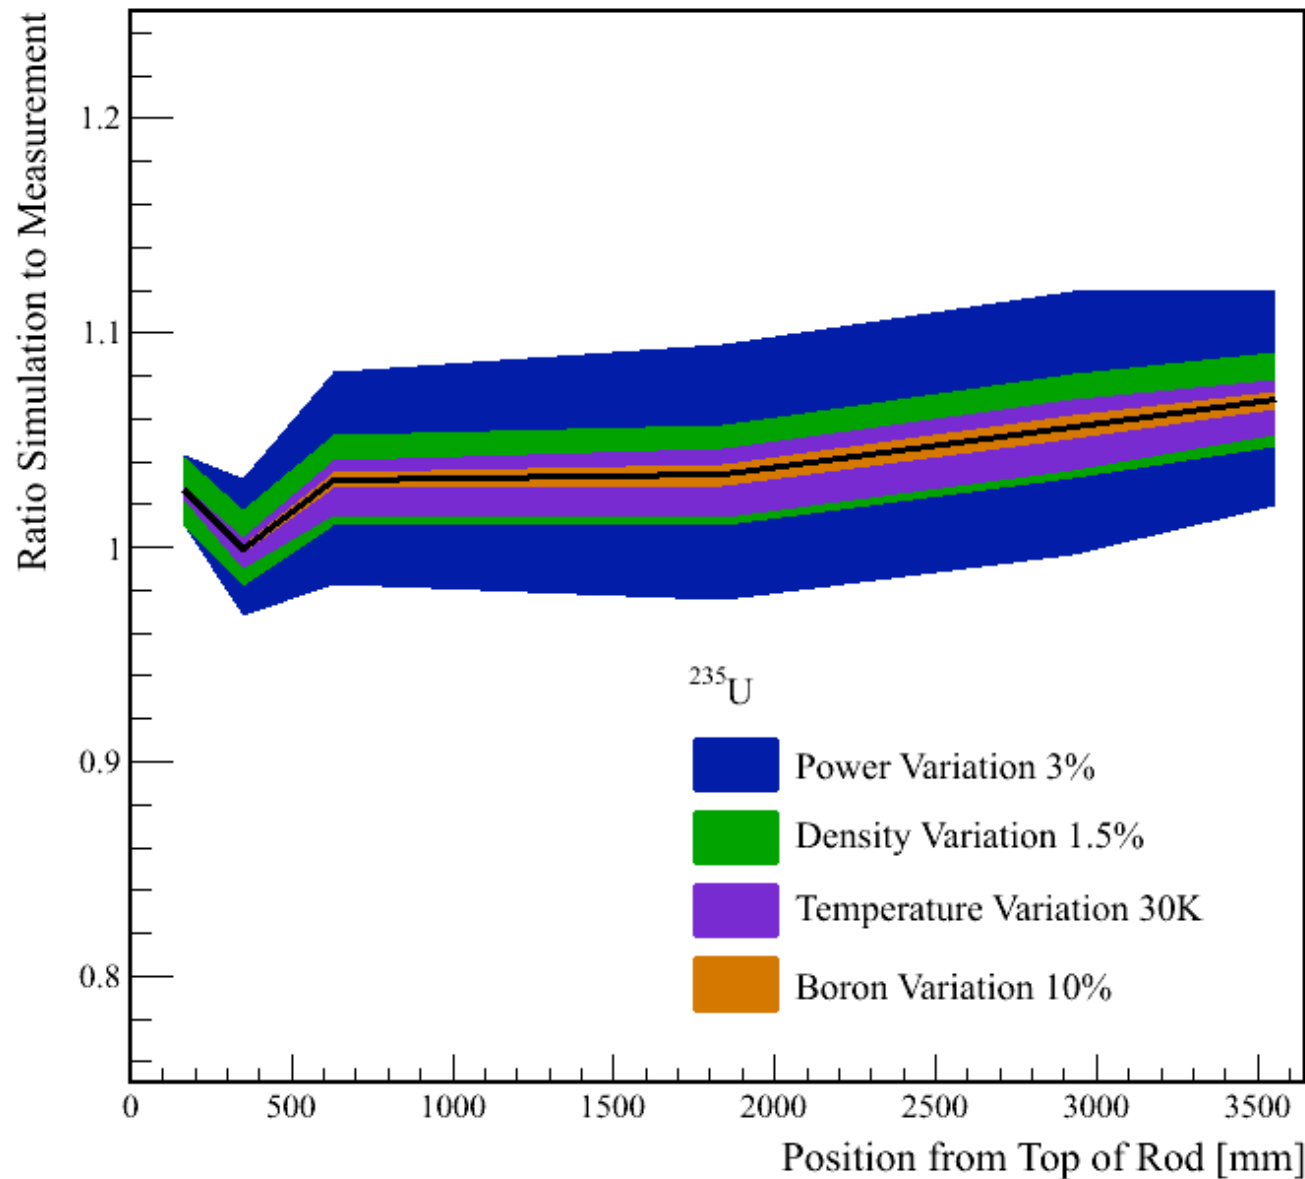 Ratio Simulation to Measurement
1.2
1.1
1
0.9
0.8
235U
Power Variation 3%
Density Variation 1.5%
Temperature Variation 30K
Boron Variation 10%
0 500 1000 1500 2000 2500 3000 3500
Position from Top of Rod [mm]